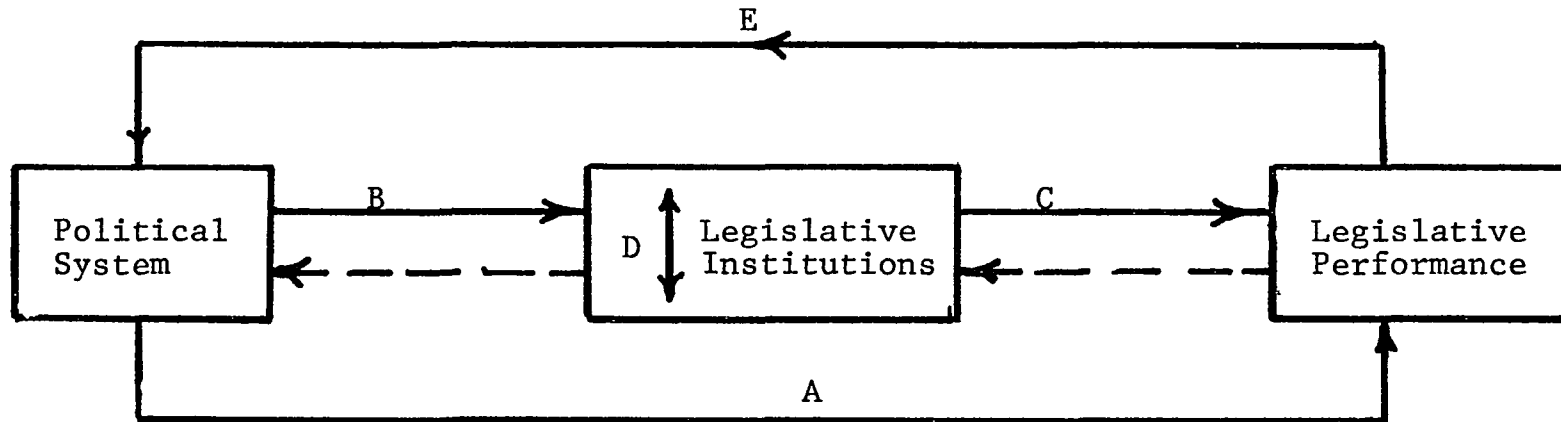 E
B
C
Political
System
D
Legislative
Institutions
Legislative
Performance
A